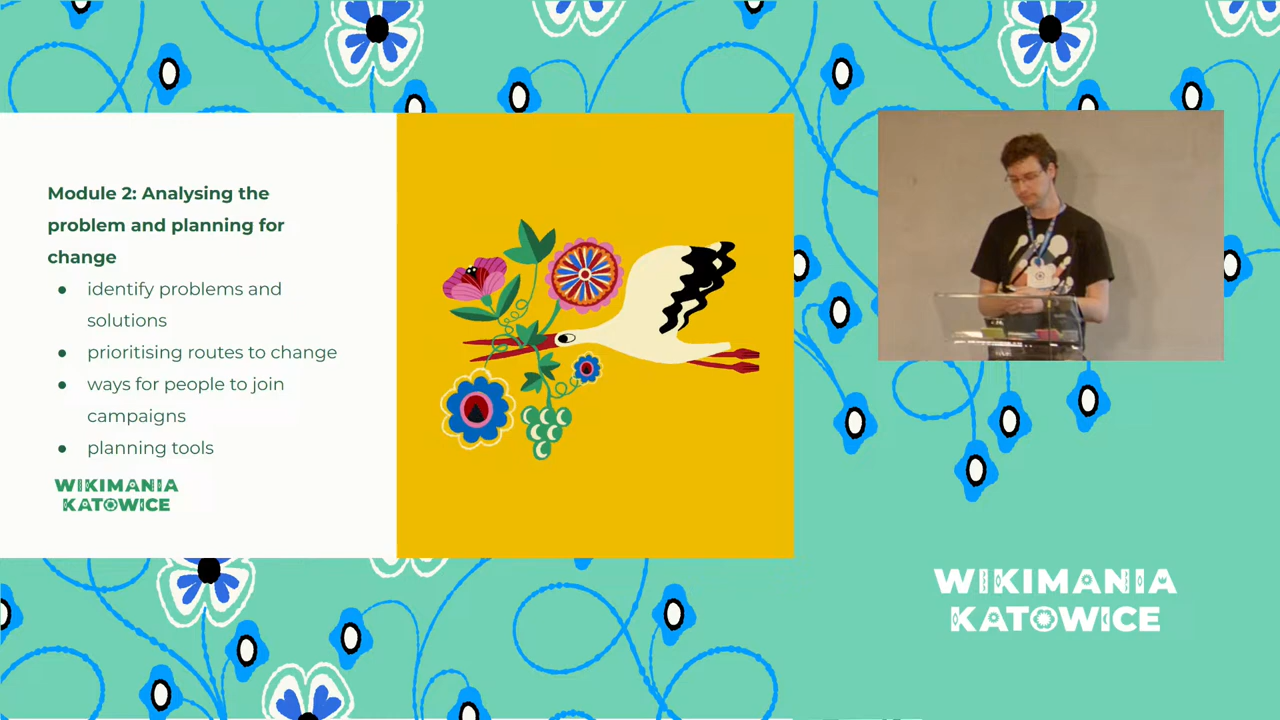 Module 2: Analysing the
problem and planning for
change
● identify problems and
solutions
● prioritising routes to change
● ways for people to join
campaigns
● planning tools
WIKIMANIA
KATOWICE
WIKIMANIA
KATOWICE